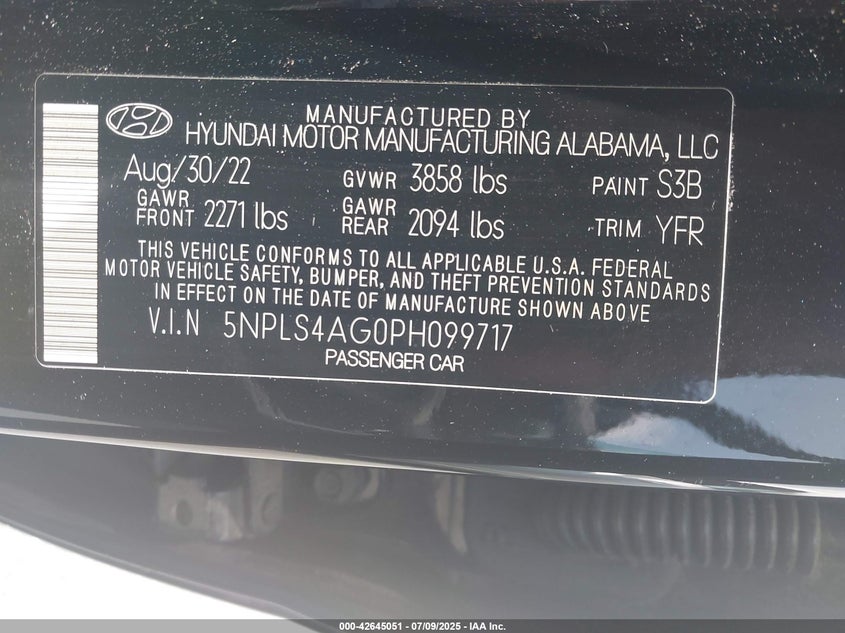 MANUFACTURED BY
HYUNDAI MOTOR MANUFACTURING ALABAMA, LLC
Aug/30/22 GVWR 3858 lbs PAINT S3B
GAWR FRONT 2271 lbs GAWR REAR 2094 lbs TRIM YFR
THIS VEHICLE CONFORMS TO ALL APPLICABLE U.S.A. FEDERAL
MOTOR VEHICLE SAFETY, BUMPER, AND THEFT PREVENTION STANDARDS
IN EFFECT ON THE DATE OF MANUFACTURE SHOWN ABOVE
V.I.N 5NPLS4AG0PH099717
PASSENGER CAR
000-42645051 / 07/09/2025 - IAA Inc.